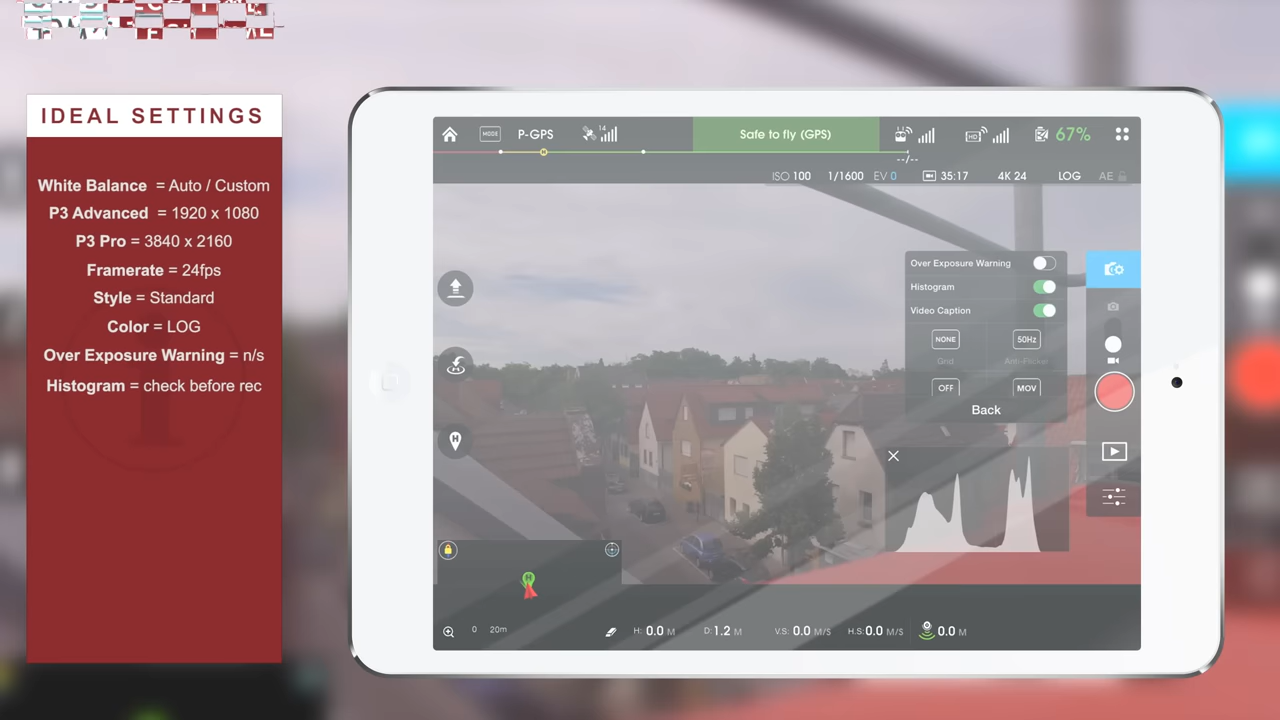 IDEAL SETTINGS
White Balance = Auto / Custom
P3 Advanced = 1920 x 1080
P3 Pro = 3840 x 2160
Framerate = 24fps
Style = Standard
Color = LOG
Over Exposure Warning = n/s
Histogram = check before rec
MODE P-GPS 14 Safe to fly (GPS) HD 67%
H
--/--
ISO 100 1/1600 EV 0 35:17 4K 24 LOG AE
Over Exposure Warning
Histogram
Video Caption
NONE 50Hz
Grid Anti-Flicker
OFF MOV
Back
H
H
0 20m H: 0.0 M D: 1.2 M V.S: 0.0 M/S H.S: 0.0 M/S 0.0 M